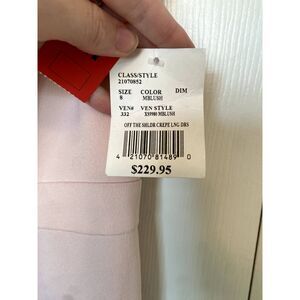 CLASS/STYLE
21070852
SIZE COLOR DIM
8 MBLUSH
VEN# VEN STYLE
332 XS9980 MBLUSH
OFF THE SHLDR CREPE LNG DRS
4 21070 81489 0
$229.95